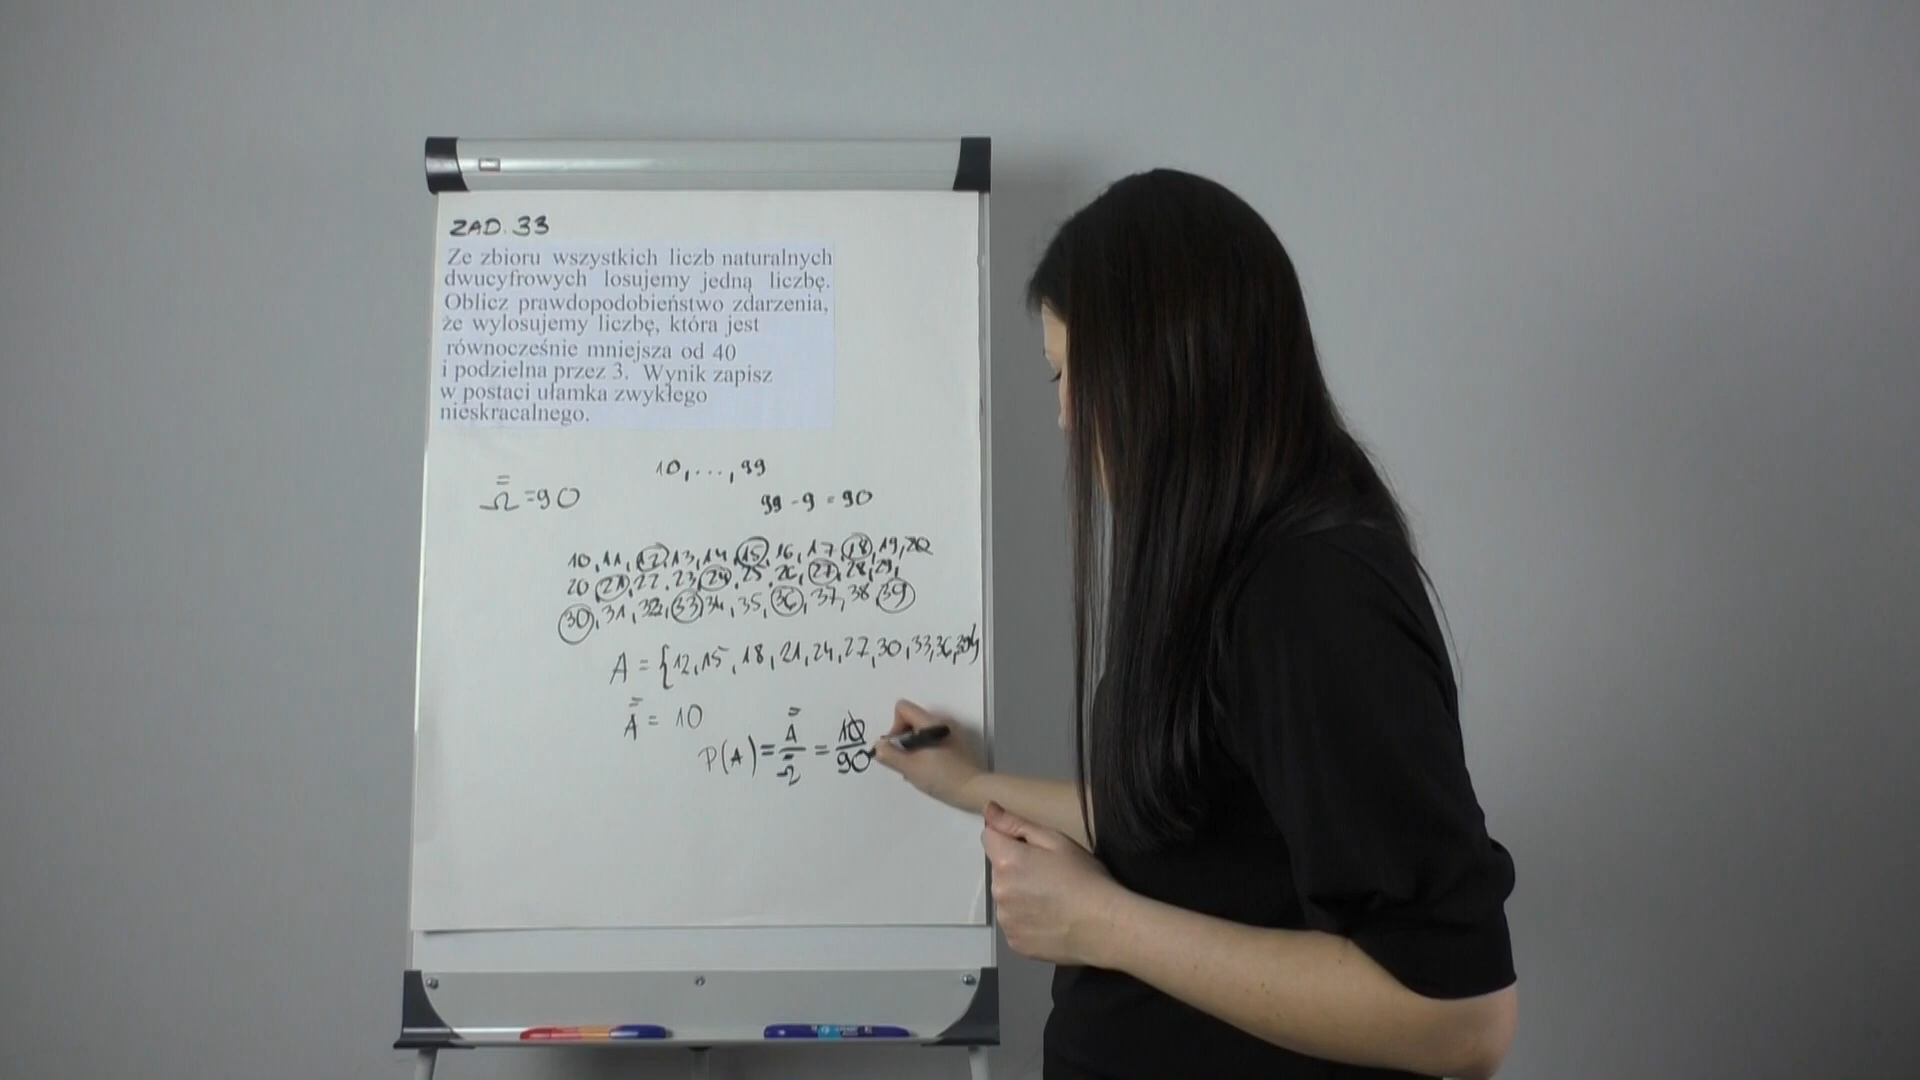 ZAD. 33
Ze zbioru wszystkich liczb naturalnych
dwucyfrowych losujemy jedną liczbę.
Oblicz prawdopodobieństwo zdarzenia,
że wylosujemy liczbę, która jest
równocześnie mniejsza od 40
i podzielna przez 3. Wynik zapisz
w postaci ułamka zwykłego
nieskracalnego.
10, ..., 99
Ω̿ = 90
99 - 9 = 90
10, 11, 12, 13, 14, 15, 16, 17, 18, 19, 20
20, 21, 22, 23, 24, 25, 26, 27, 28, 29,
30, 31, 32, 33, 34, 35, 36, 37, 38, 39
A = {12, 15, 18, 21, 24, 27, 30, 33, 36, 39}
A̿ = 10
P(A) = A̿/Ω̿ = 10/90